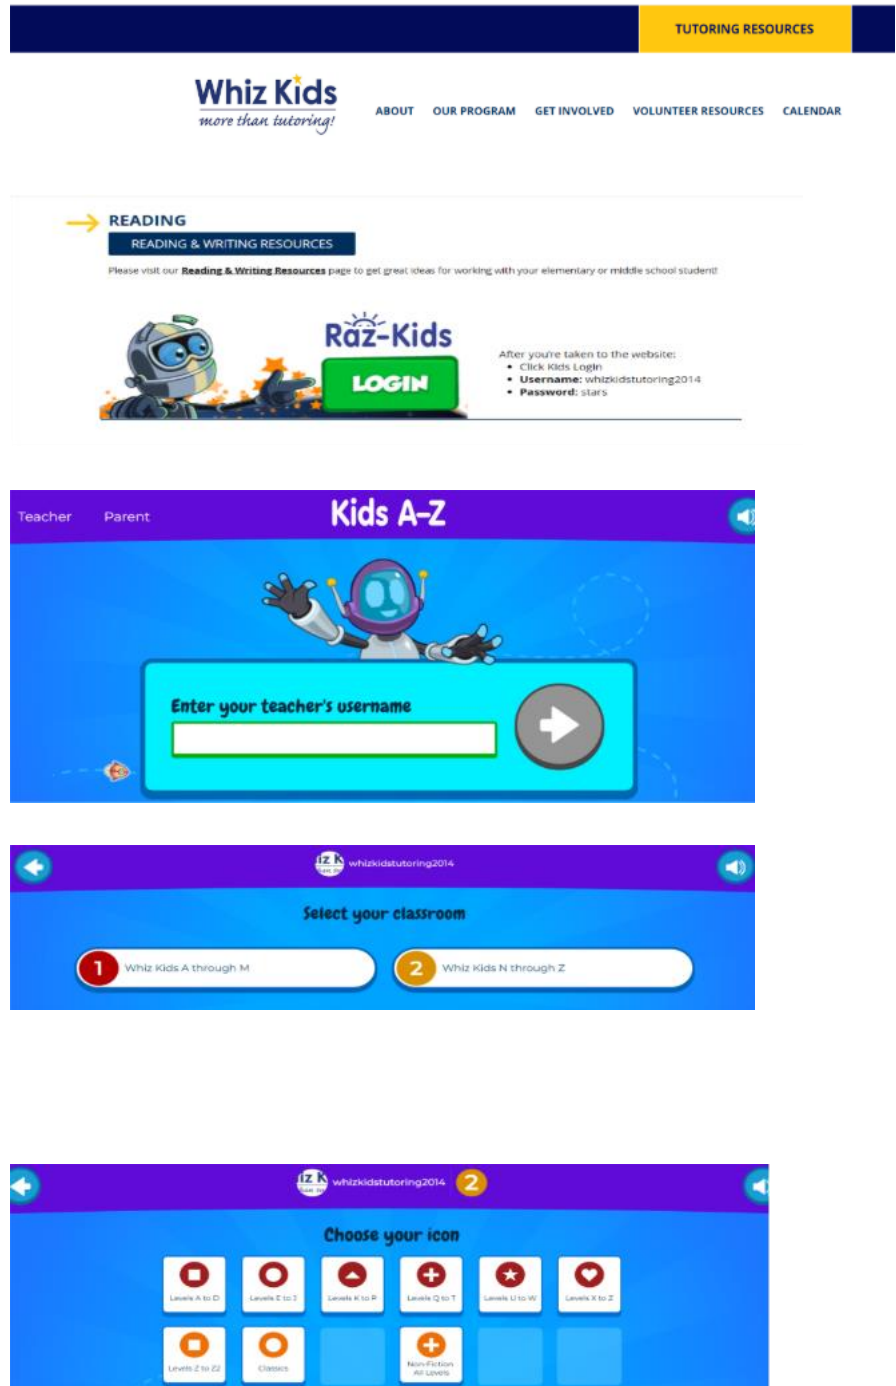 TUTORING RESOURCES
Whiz Kids
more than tutoring!
ABOUT OUR PROGRAM GET INVOLVED VOLUNTEER RESOURCES CALENDAR
READING
READING & WRITING RESOURCES
Please visit our Reading & Writing Resources page to get great ideas for working with your elementary or middle school student!
Raz-Kids
LOGIN
After you're taken to the website:
• Click Kids Login
• Username: whizkidstutoring2014
• Password: stars
Teacher Parent Kids A-Z
Enter your teacher's username
IZ K whizkidstutoring2014
Select your classroom
1 Whiz Kids A through M 2 Whiz Kids N through Z
IZ K whizkidstutoring2014 2
Choose your icon
Levels A to D Levels E to J Levels K to P Levels Q to T Levels U to W Levels X to Z
Levels Z to Z2 Classics Non-Fiction
All Levels